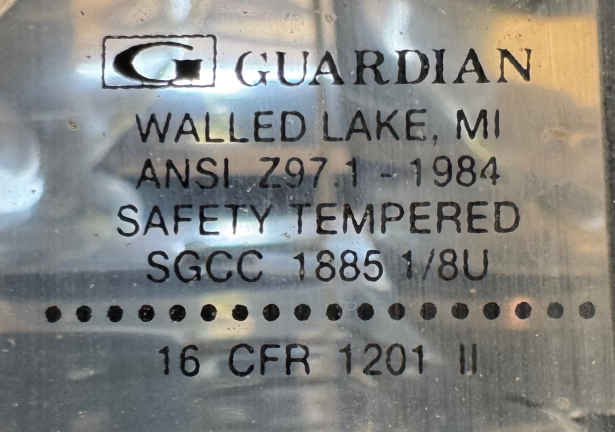 G GUARDIAN
WALLED LAKE, MI
ANSI Z97.1 - 1984
SAFETY TEMPERED
SGCC 1885 1/8U
16 CFR 1201 II